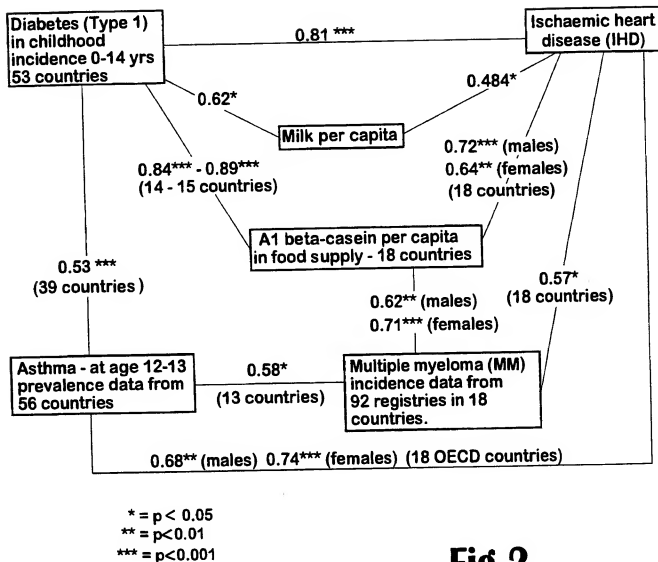 Diabetes (Type 1)
in childhood
incidence 0-14 yrs
53 countries
0.81 ***
Ischaemic heart
disease (IHD)
0.62*
0.484*
Milk per capita
0.84*** - 0.89***
(14 - 15 countries)
0.72*** (males)
0.64** (females)
(18 countries)
A1 beta-casein per capita
in food supply - 18 countries
0.53 ***
(39 countries)
0.62** (males)
0.71*** (females)
0.57*
(18 countries)
Asthma - at age 12-13
prevalence data from
56 countries
0.58*
(13 countries)
Multiple myeloma (MM)
incidence data from
92 registries in 18
countries.
0.68** (males) 0.74*** (females) (18 OECD countries)
* = p< 0.05
** = p<0.01
*** = p<0.001
Fig 2